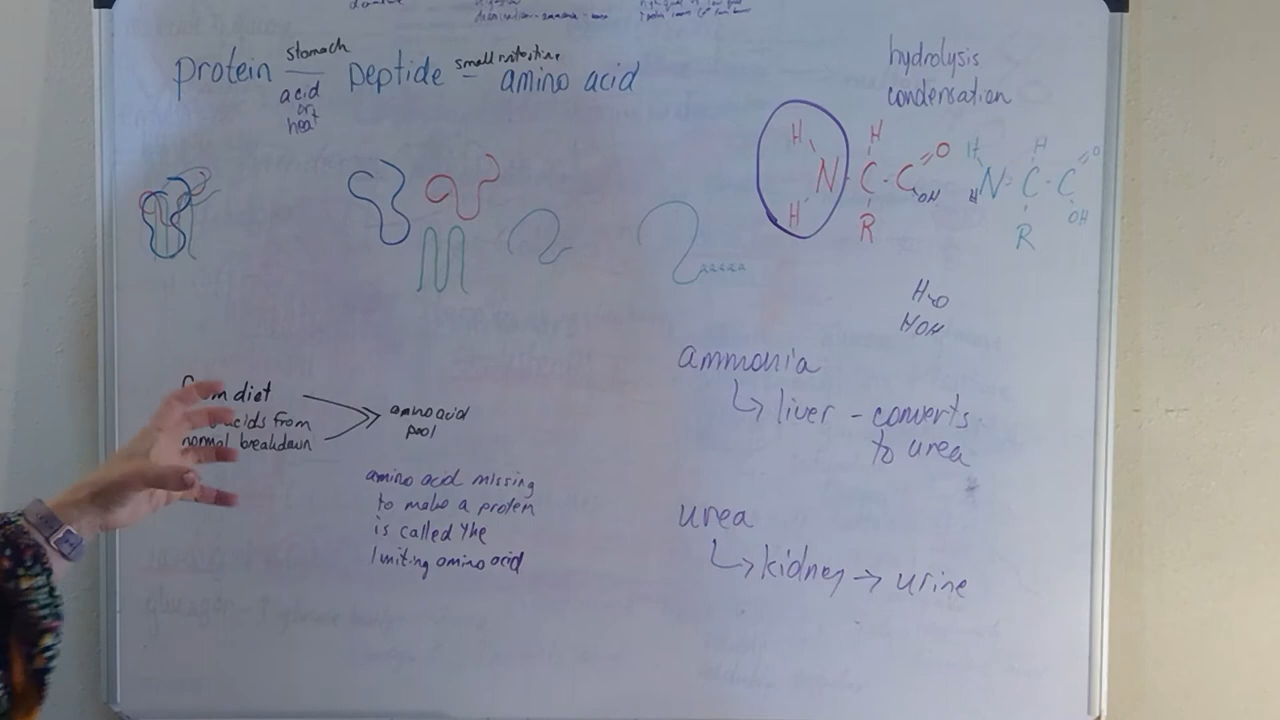 protein stomach peptide small intestine amino acid
acid
or
heat
hydrolysis
condensation
H H O H H O
N - C - C N - C - C
H R OH H R OH
aaaaa
H2O
HOH
ammonia
↳ liver - converts
to urea
urea
↳ kidney → urine
diet
acids from
normal breakdown
amino acid
pool
amino acid missing
to make a protein
is called the
limiting amino acid